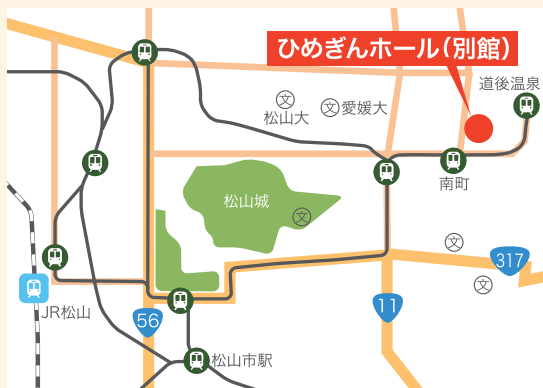 ひめぎんホール(別館)
道後温泉
文
松山大
文 愛媛大
南町
松山城
文
文
317
文
JR松山
56
11
松山市駅